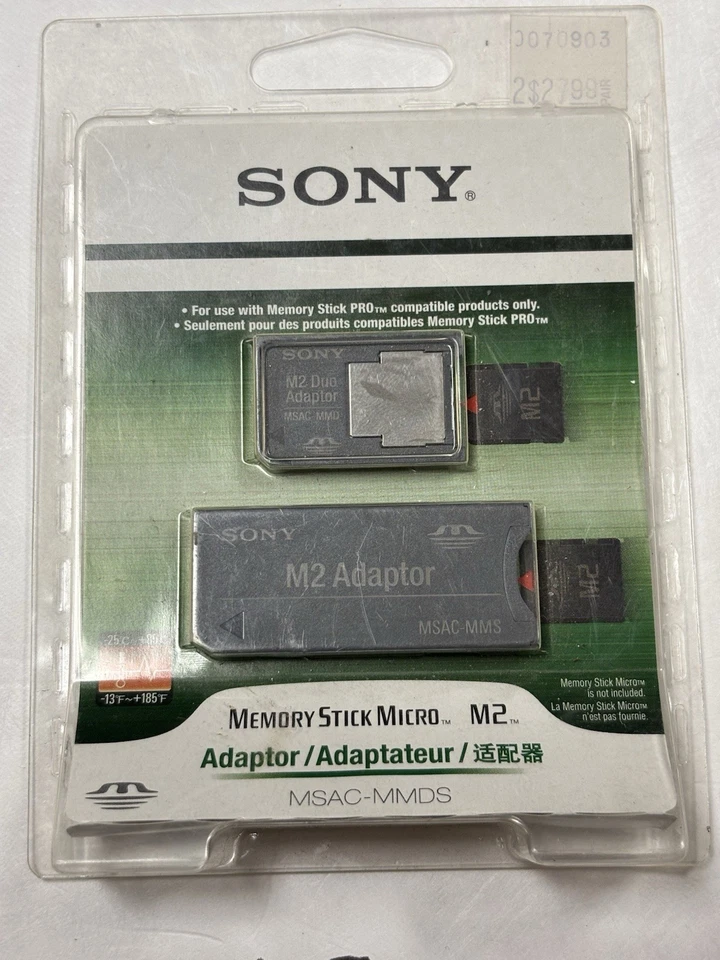 0070903
2$2799
SONY®
• For use with Memory Stick PRO™ compatible products only.
• Seulement pour des produits compatibles Memory Stick PRO™
SONY
M2 Duo
Adaptor
MSAC-MMD
M2
SONY
M2 Adaptor
MSAC-MMS
M2
-13°F~+185°F
Memory Stick Micro™
is not included.
La Memory Stick Micro™
n'est pas fournie.
MEMORY STICK MICRO™ M2™
Adaptor/Adaptateur/适配器
MSAC-MMDS